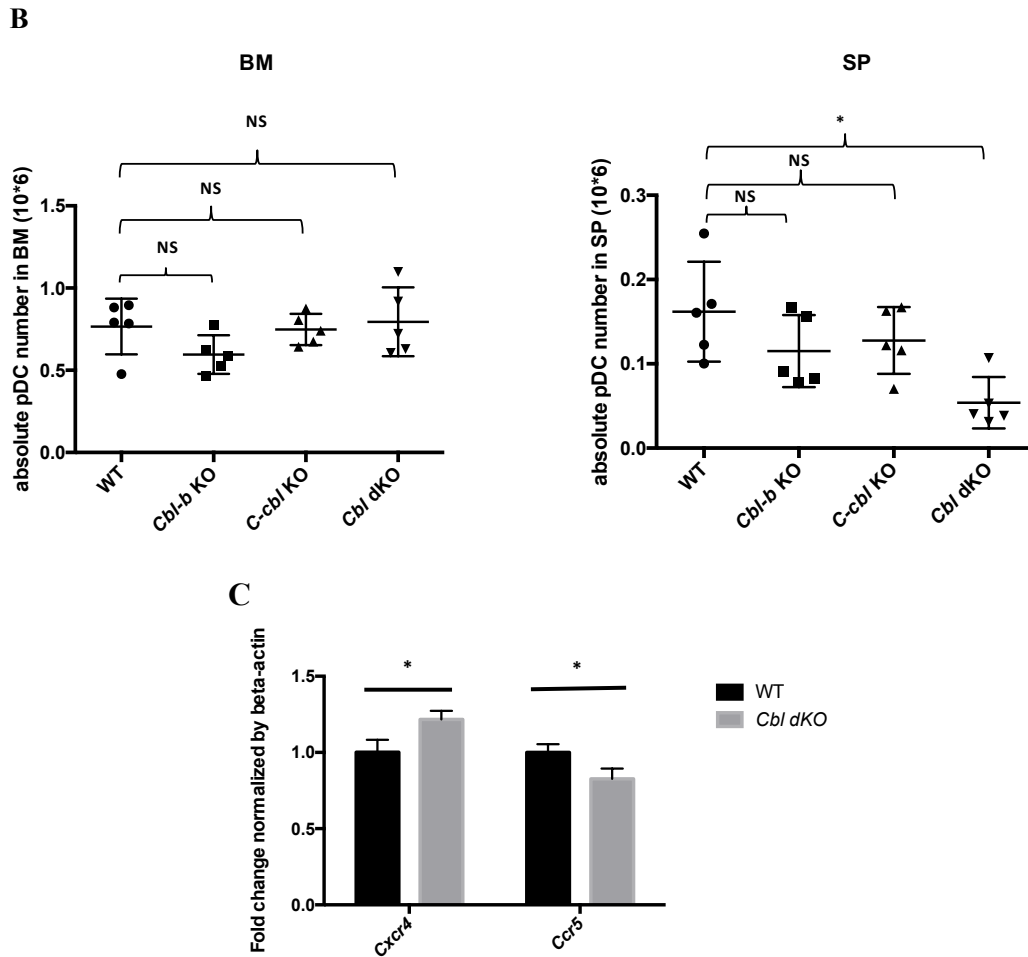 B
BM
NS
NS
NS
absolute pDC number in BM (10*6)
1.5
1.0
0.5
0.0
WT
Cbl-b KO
C-cbl KO
Cbl dKO
SP
*
NS
NS
absolute pDC number in SP (10*6)
0.3
0.2
0.1
0.0
WT
Cbl-b KO
C-cbl KO
Cbl dKO
C
Fold change normalized by beta-actin
1.5
1.0
0.5
0.0
*
*
Cxcr4
Ccr5
WT
Cbl dKO